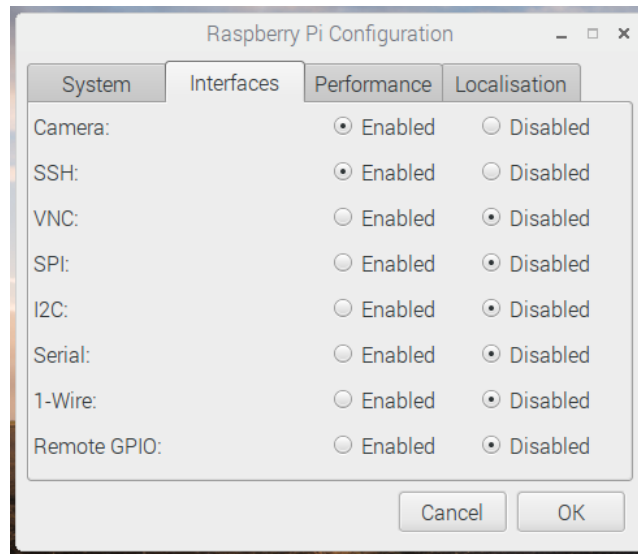 Raspberry Pi Configuration
System Interfaces Performance Localisation
Camera: Enabled Disabled
SSH: Enabled Disabled
VNC: Enabled Disabled
SPI: Enabled Disabled
I2C: Enabled Disabled
Serial: Enabled Disabled
1-Wire: Enabled Disabled
Remote GPIO: Enabled Disabled
Cancel OK